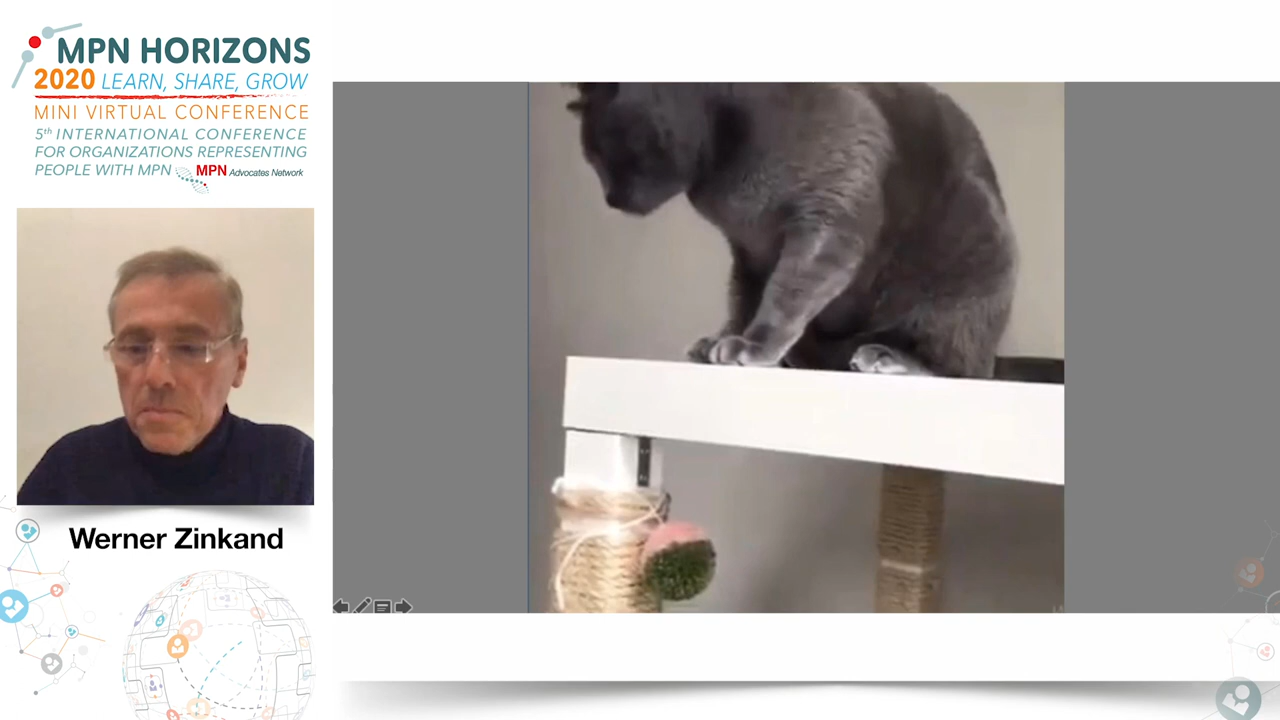 MPN HORIZONS
2020 LEARN, SHARE, GROW
MINI VIRTUAL CONFERENCE
5th INTERNATIONAL CONFERENCE
FOR ORGANIZATIONS REPRESENTING
PEOPLE WITH MPN MPN Advocates Network
Werner Zinkand